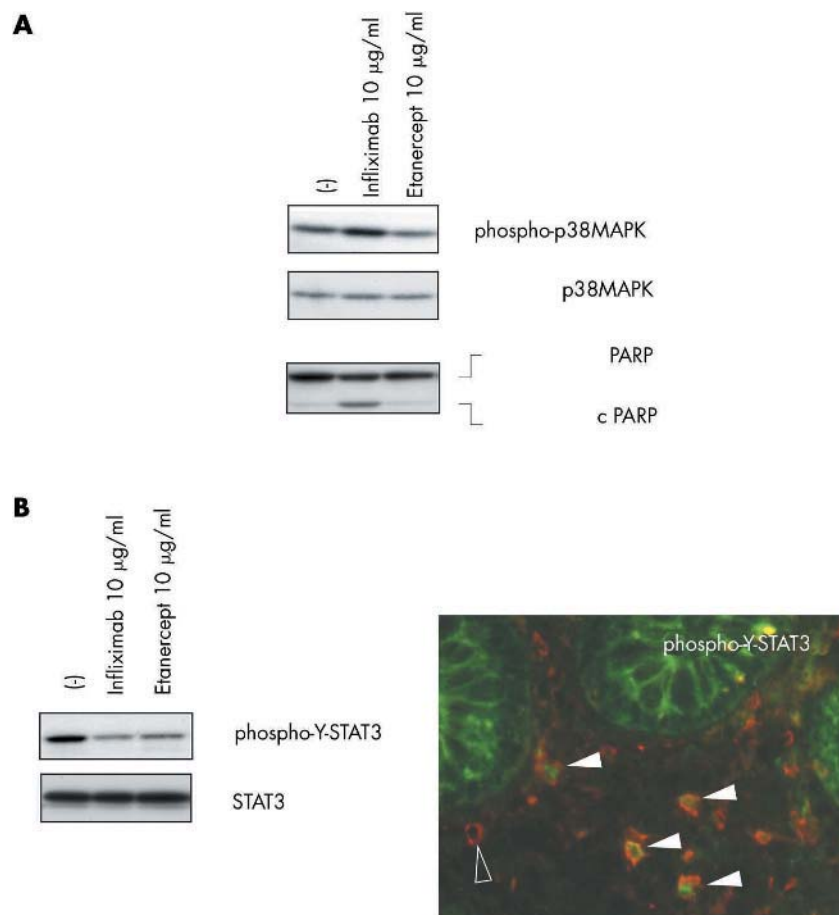 A
(-)
Infliximab 10 µg/ml
Etanercept 10 µg/ml
phospho-p38MAPK
p38MAPK
PARP
c PARP
B
(-)
Infliximab 10 µg/ml
Etanercept 10 µg/ml
phospho-Y-STAT3
STAT3
phospho-Y-STAT3